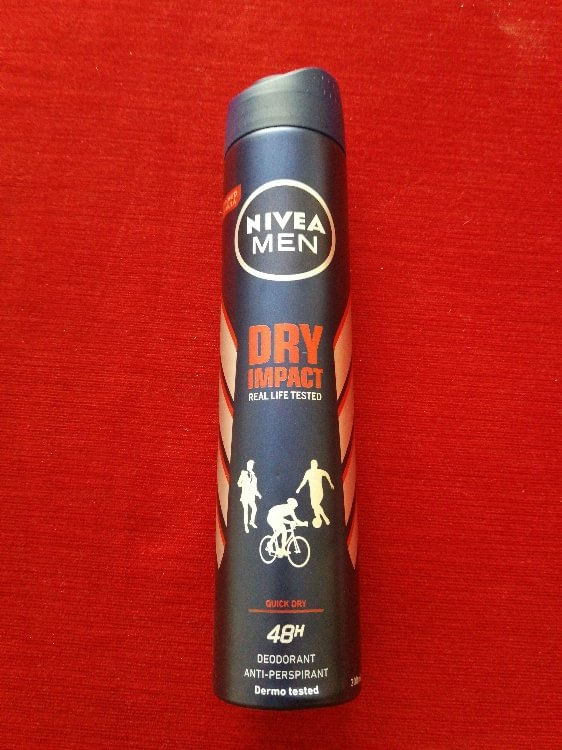 NIVEA
MEN
DRY
IMPACT
REAL LIFE TESTED
QUICK DRY
48H
DEODORANT
ANTI-PERSPIRANT
Dermo tested